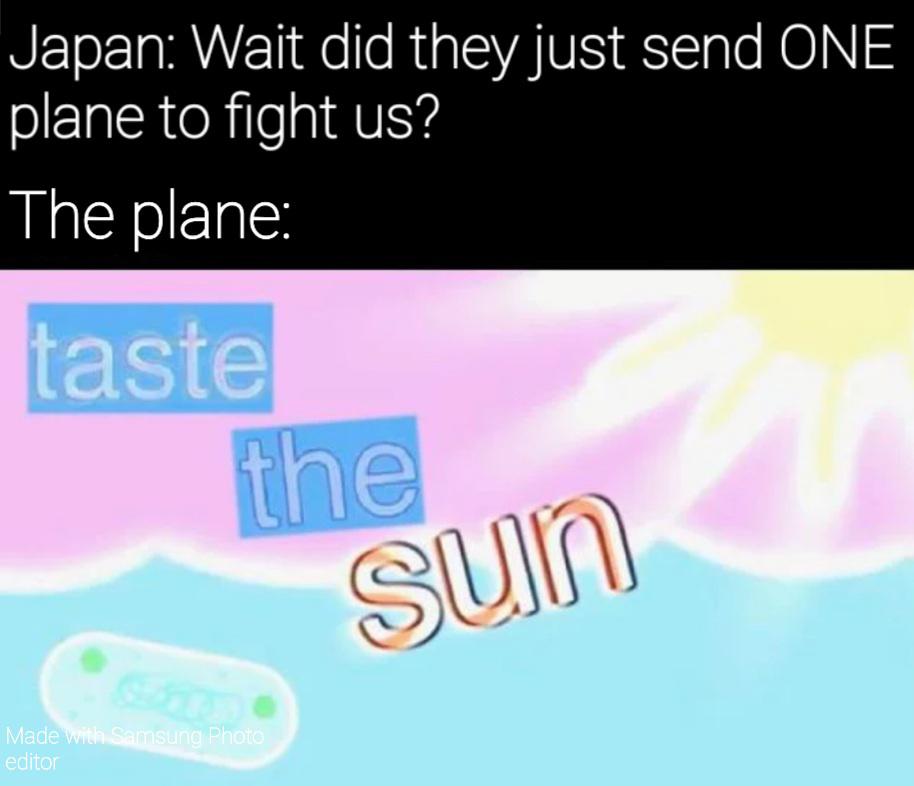 Japan: Wait did they just send ONE
plane to fight us?
The plane:
taste
the
sun
Made with Samsung Photo
editor